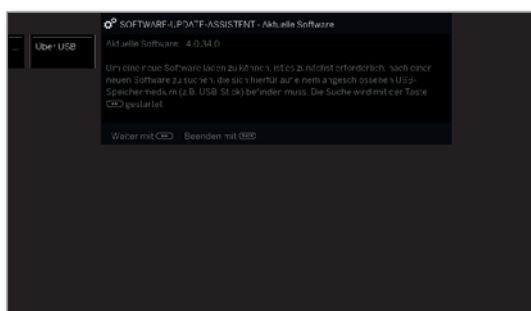 SOFTWARE-UPDATE-ASSISTENT - Aktuelle Software
... Über USB
Aktuelle Software: 4.0.34.0
Um eine neue Software laden zu können, ist es zunächst erforderlich, nach einer
neuen Software zu suchen, die sich hierfür auf einem angeschlossenen USB-
Speichermedium (z.B. USB-Stick) befinden muss. Die Suche wird mit der Taste
gestartet.
Weiter mit Beenden mit BACK